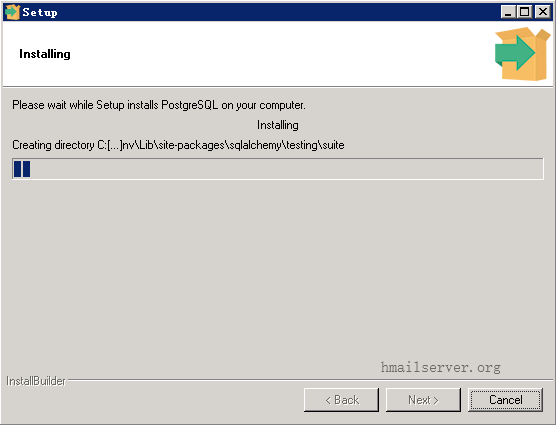 Setup
Installing
Please wait while Setup installs PostgreSQL on your computer.
Installing
Creating directory C:[...]nv\Lib\site-packages\sqlalchemy\testing\suite
hmailserver.org
InstallBuilder
< Back
Next >
Cancel